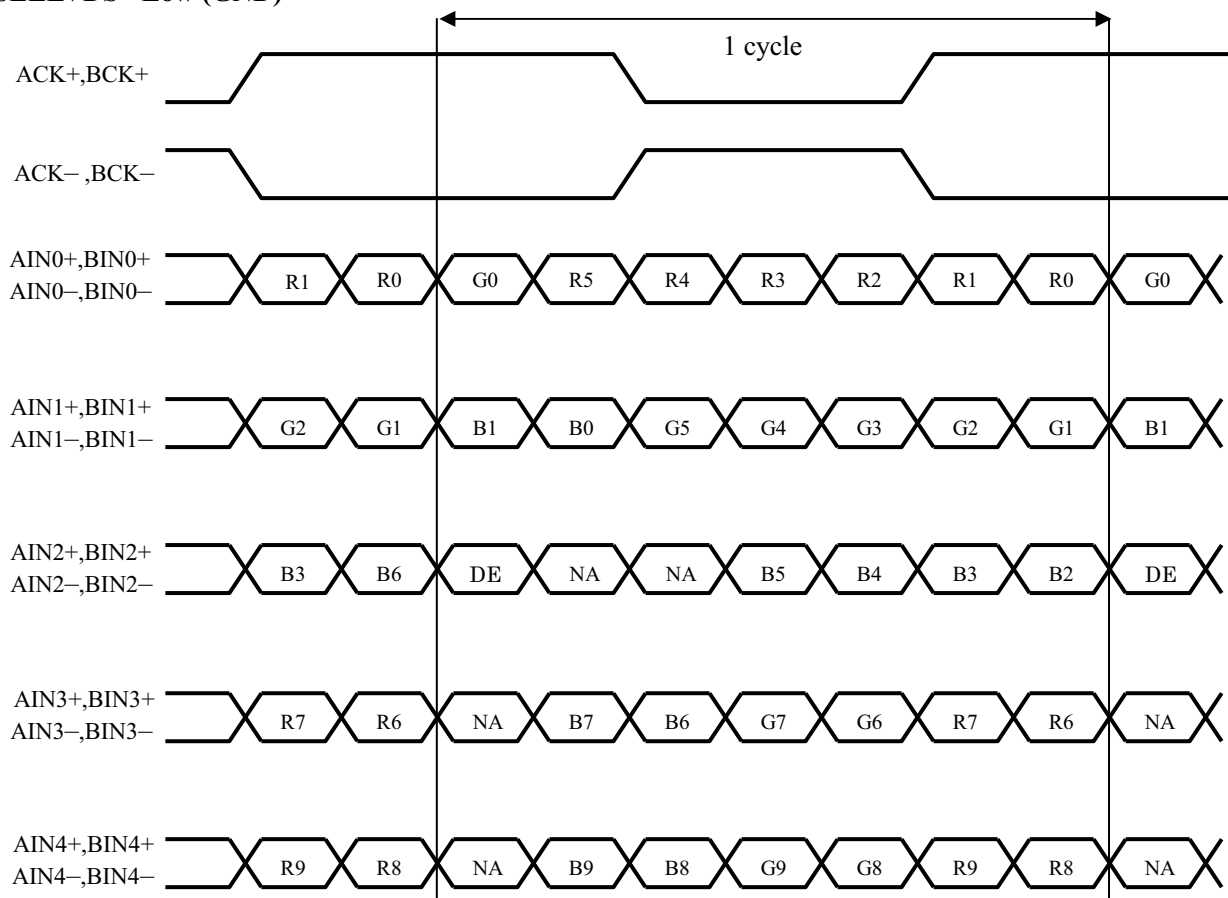 SELLVDS= Low (GND)
1 cycle
ACK+,BCK+
ACK− ,BCK−
AIN0+,BIN0+
AIN0−,BIN0−
R1 R0 G0 R5 R4 R3 R2 R1 R0 G0
AIN1+,BIN1+
AIN1−,BIN1−
G2 G1 B1 B0 G5 G4 G3 G2 G1 B1
AIN2+,BIN2+
AIN2−,BIN2−
B3 B6 DE NA NA B5 B4 B3 B2 DE
AIN3+,BIN3+
AIN3−,BIN3−
R7 R6 NA B7 B6 G7 G6 R7 R6 NA
AIN4+,BIN4+
AIN4−,BIN4−
R9 R8 NA B9 B8 G9 G8 R9 R8 NA